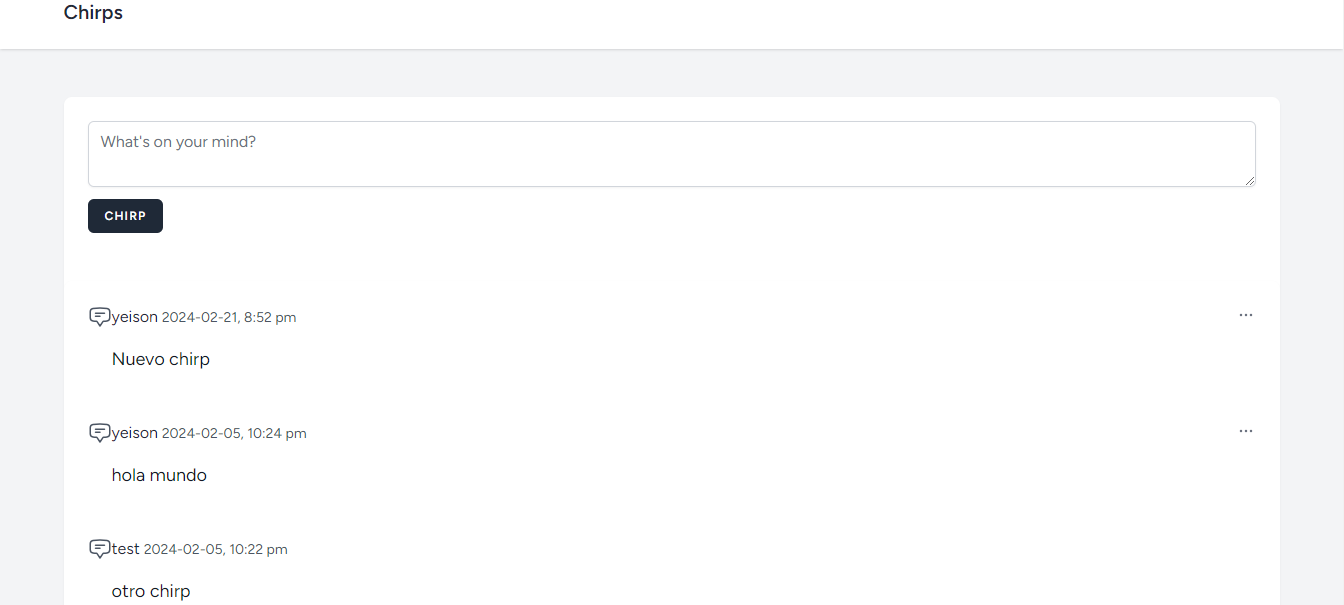 Chirps
What's on your mind?
CHIRP
yeison 2024-02-21, 8:52 pm
...
Nuevo chirp
yeison 2024-02-05, 10:24 pm
...
hola mundo
test 2024-02-05, 10:22 pm
otro chirp